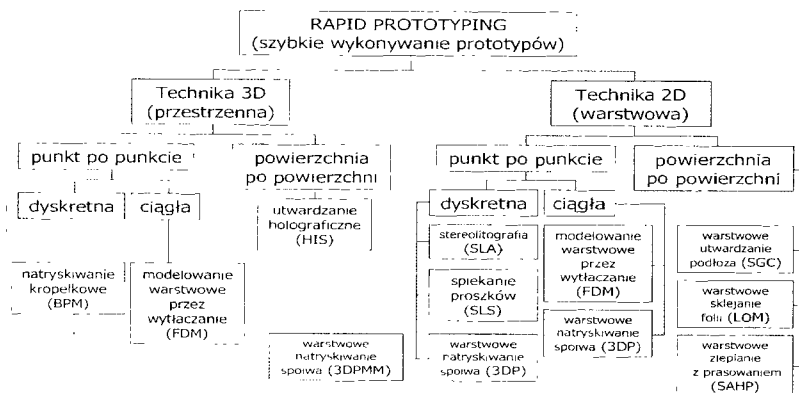 RAPID PROTOTYPING
(szybkie wykonywanie prototypów)
Technika 3D
(przestrzenna)
Technika 2D
(warstwowa)
punkt po punkcie
powierzchnia
po powierzchni
punkt po punkcie
powierzchnia
po powierzchni
dyskretna
ciągła
utwardzanie
holograficzne
(HIS)
dyskretna
ciągła
stereolitografia
(SLA)
modelowanie
warstwowe
przez
wytłaczanie
(FDM)
warstwowe
utwardzanie
podłoża (SGC)
natryskiwanie
kropelkowe
(BPM)
modelowanie
warstwowe
przez
wytłaczanie
(FDM)
spiekanie
proszków
(SLS)
warstwowe
sklejanie
folii (LOM)
warstwowe
natryskiwanie
spoiwa (3DPMM)
warstwowe
natryskiwanie
spoiwa (3DP)
warstwowe
natryskiwanie
spoiwa (3DP)
warstwowe
zlepianie
z prasowaniem
(SAHP)